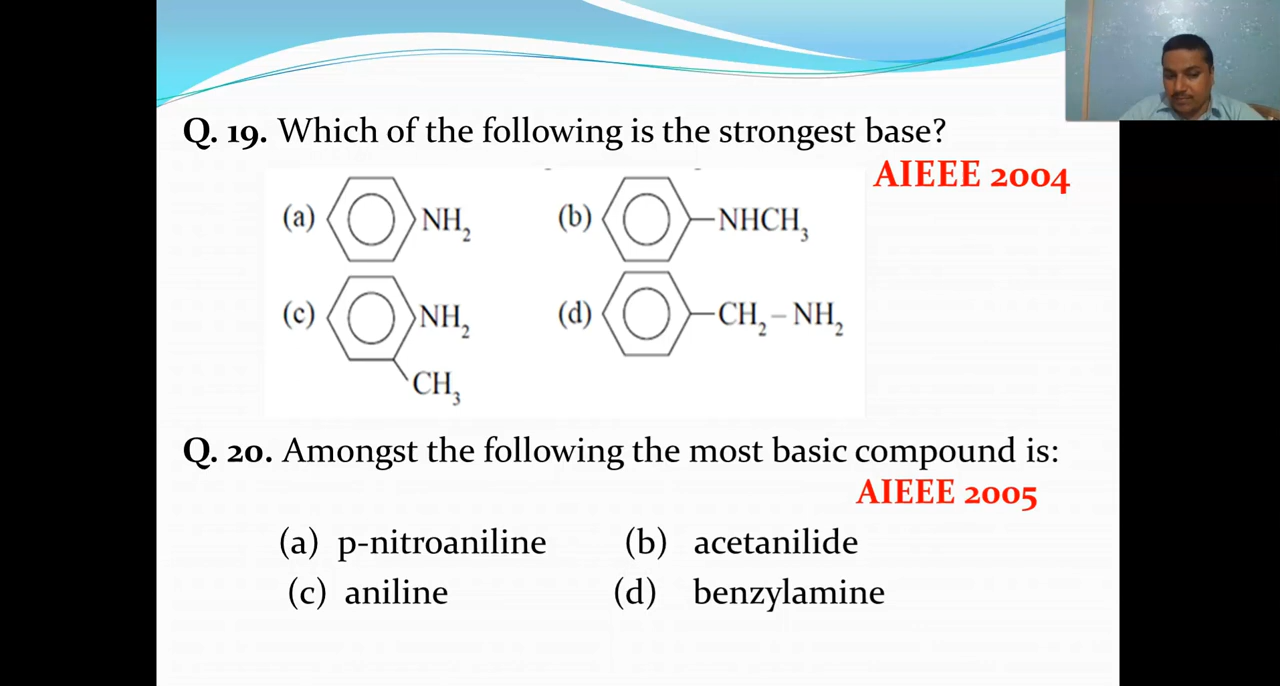 Q. 19. Which of the following is the strongest base?
AIEEE 2004
(a) NH2 (b) NHCH3
(c) NH2 (d) CH2 – NH2
CH3
Q. 20. Amongst the following the most basic compound is:
AIEEE 2005
(a) p-nitroaniline (b) acetanilide
(c) aniline (d) benzylamine